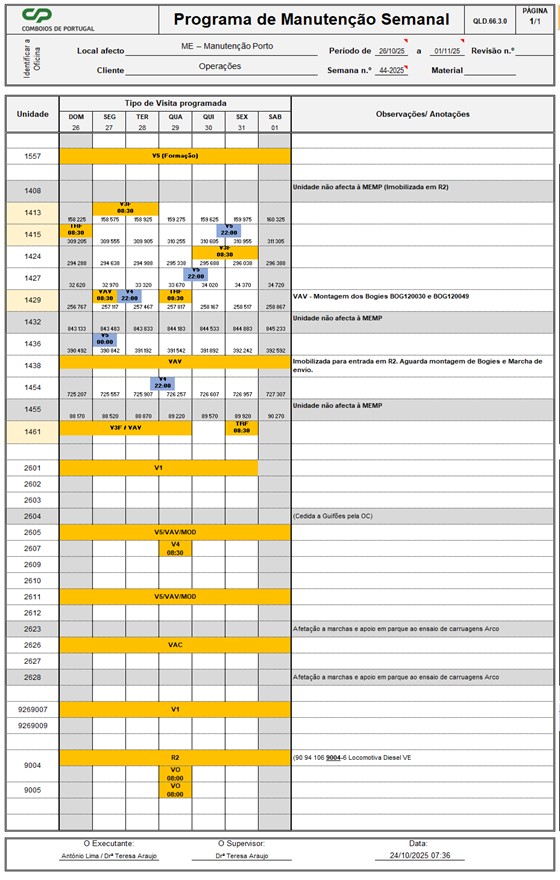 CP
COMBOIOS DE PORTUGAL
Programa de Manutenção Semanal
QLD.66.3.0
PÁGINA
1/1
Identificar a Oficina
Local afecto ME – Manutenção Porto
Período de 26/10/25 a 01/11/25 Revisão n.º
Cliente Operações
Semana n.º 44-2025 Material
Unidade
Tipo de Visita programada
Observações/ Anotações
DOM SEG TER QUA QUI SEX SAB
26 27 28 29 30 31 01
1557 V5 (Formação)
1408 Unidade não afecta à MEMP (Imobilizada em R2)
1413 V3F 08:30
158 225 158 575 158 925 159 275 159 625 159 975 160 325
1415 TRF 08:30 V5 22:00
309 205 309 555 309 905 310 255 310 605 310 955 311 305
1424 V3F 08:30
294 288 294 638 294 988 295 338 295 688 296 038 296 388
1427 V5 22:00
32 620 32 970 33 320 33 670 34 020 34 370 34 720
1429 VAV 08:30 V4 22:00 TRF 08:30 VAV - Montagem dos Bogies BOG120030 e BOG120049
256 767 257 117 257 467 257 817 258 167 258 517 258 867
1432 Unidade não afecta à MEMP
843 133 843 483 843 833 844 183 844 533 844 883 845 233
1436 V5 00:00
390 492 390 842 391 192 391 542 391 892 392 242 392 592
1438 VAV Imobilizada para entrada em R2. Aguarda montagem de Bogies e Marcha de envio.
1454 V4 22:00
725 207 725 557 725 907 726 257 726 607 726 957 727 307
1455 Unidade não afecta à MEMP
88 170 88 520 88 870 89 220 89 570 89 920 90 270
1461 V3F / VAV TRF 08:30
2601 V1
2602
2603
2604 (Cedida a Guifões pela OC)
2605 V5/VAV/MOD
2607 V4 08:30
2609
2610
2611 V5/VAV/MOD
2612
2623 Afetação a marchas e apoio em parque ao ensaio de carruagens Arco
2626 VAC
2627
2628 Afetação a marchas e apoio em parque ao ensaio de carruagens Arco
9269007 V1
9269009
9004 R2 (90 94 106 9004-6 Locomotiva Diesel VE
VO 08:00
9005 VO 08:00
O Executante: O Supervisor: Data:
António Lima / Drª Teresa Araujo Drª Teresa Araujo 24/10/2025 07:36